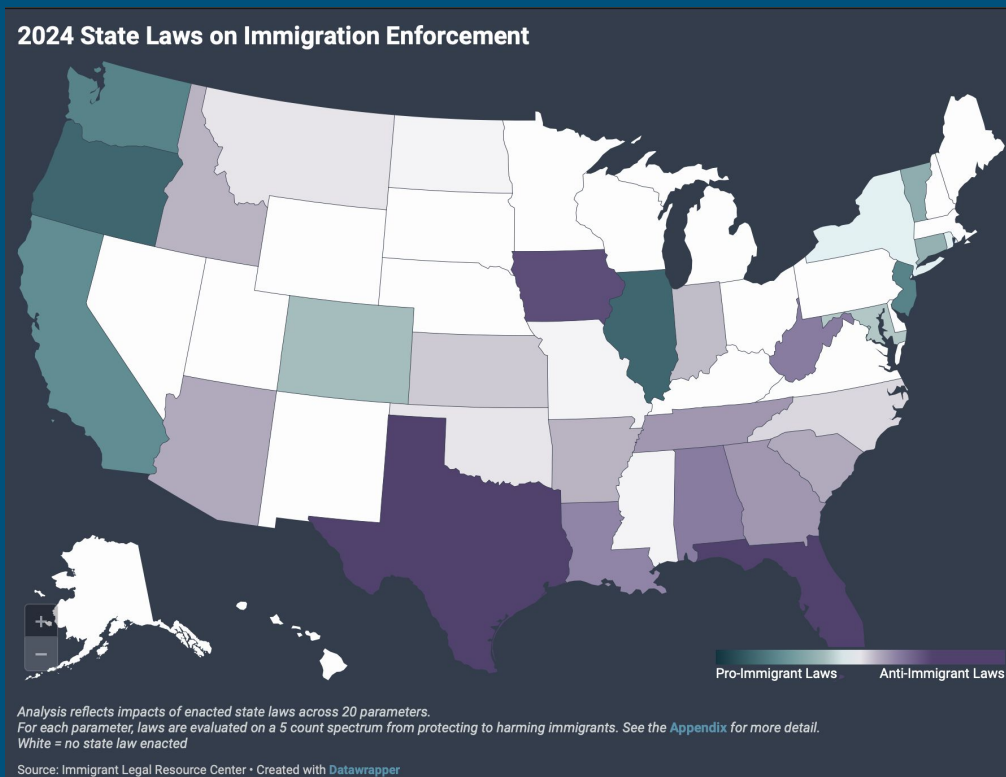 2024 State Laws on Immigration Enforcement
+
−
Pro-Immigrant Laws Anti-Immigrant Laws
Analysis reflects impacts of enacted state laws across 20 parameters.
For each parameter, laws are evaluated on a 5 count spectrum from protecting to harming immigrants. See the Appendix for more detail.
White = no state law enacted
Source: Immigrant Legal Resource Center • Created with Datawrapper